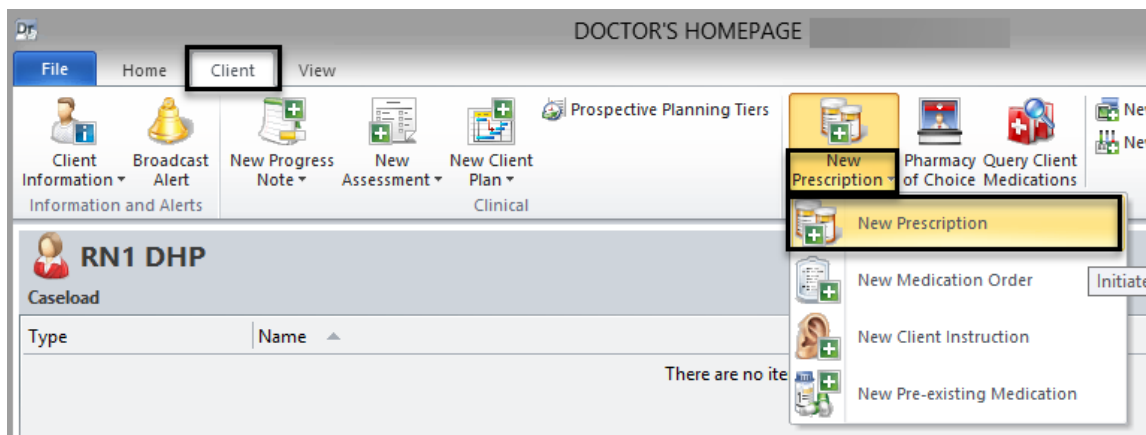 Dr
DOCTOR'S HOMEPAGE
File Home Client View
Client Information
Broadcast Alert
New Progress Note
New Assessment
New Client Plan
Prospective Planning Tiers
New Prescription
Pharmacy of Choice
Query Client Medications
Information and Alerts
Clinical
New Prescription
New Medication Order
Initiate
New Client Instruction
New Pre-existing Medication
RN1 DHP
Caseload
Type Name
There are no ite